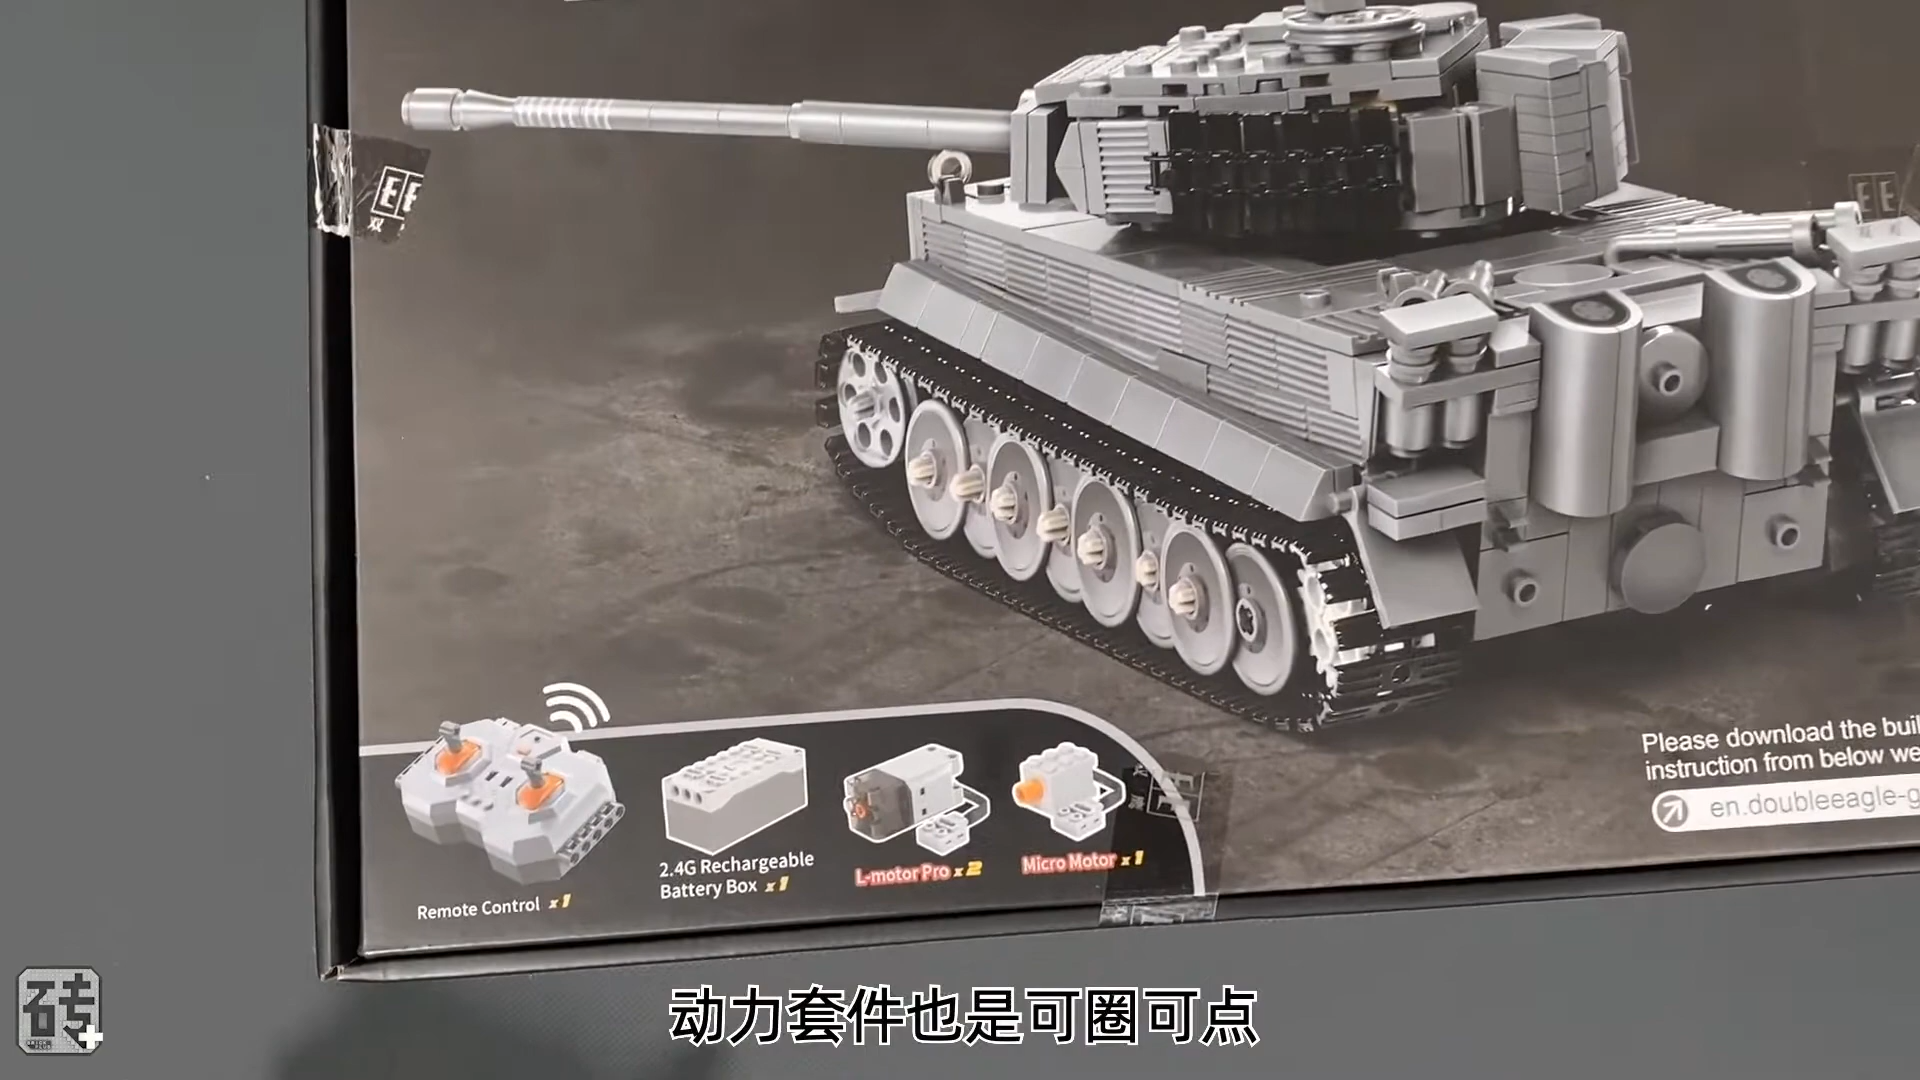 EE
Please download the buil
instruction from below we
en.doubleeagle-g
2.4G Rechargeable
Battery Box x1
L-motor Pro x2
Micro Motor x1
Remote Control x1
动力套件也是可圈可点
砖